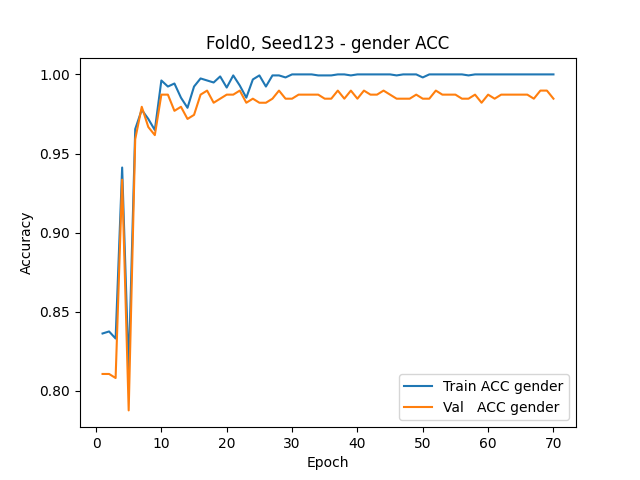 Fold0, Seed123 - gender ACC
1.00
0.95
0.90
0.85
0.80
Accuracy
0 10 20 30 40 50 60 70
Epoch
Train ACC gender
Val   ACC gender